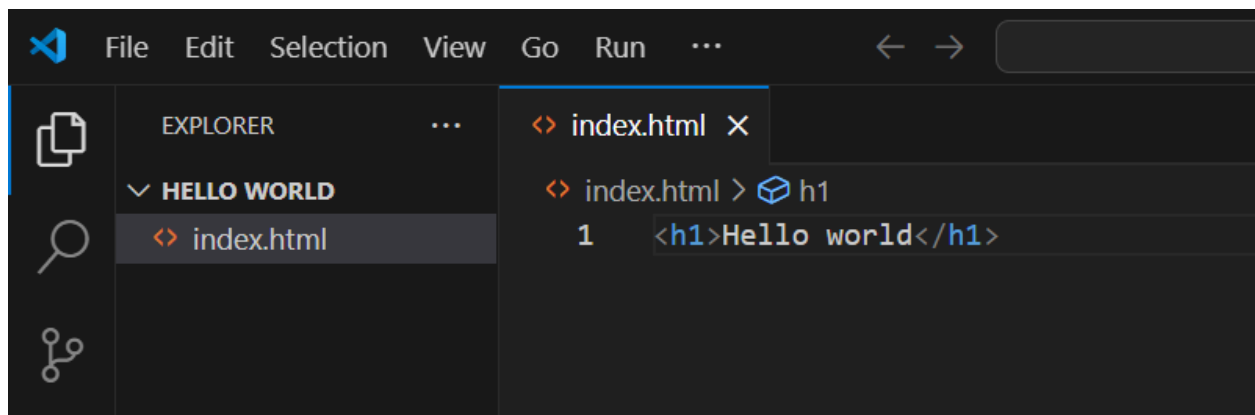 File Edit Selection View Go Run ...
EXPLORER ...
index.html
HELLO WORLD
index.html > h1
index.html
1 <h1>Hello world</h1>